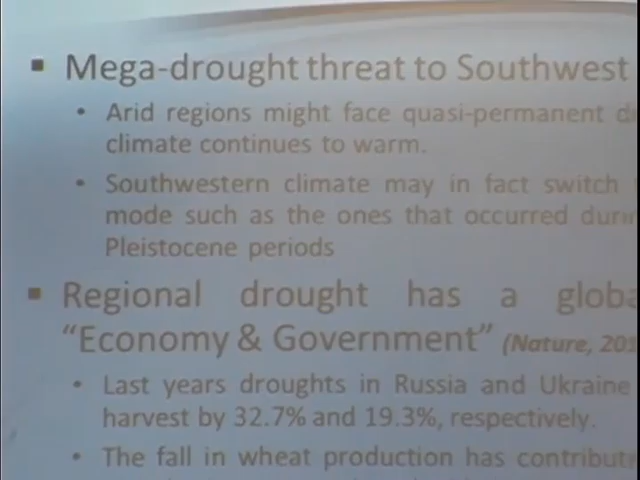 Mega-drought threat to Southwest
Arid regions might face quasi-permanent
climate continues to warm.
Southwestern climate may in fact switch
mode such as the ones that occurred
Pleistocene periods
Regional drought has a
"Economy & Government" (Nature,
Last years droughts in Russia and Ukraine
harvest by 32.7% and 19.3%, respectively.
The fall in wheat production has